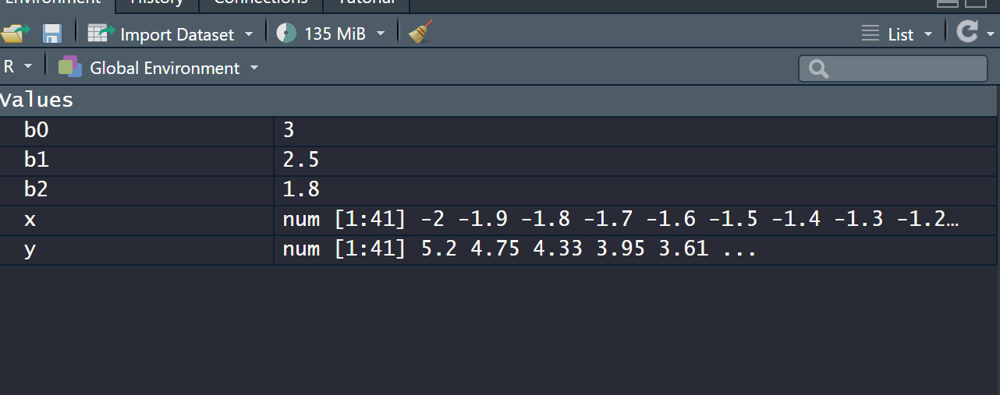 Environment History Connections Tutorial
Import Dataset 135 MiB List
R Global Environment
Values
b0 3
b1 2.5
b2 1.8
x num [1:41] -2 -1.9 -1.8 -1.7 -1.6 -1.5 -1.4 -1.3 -1.2…
y num [1:41] 5.2 4.75 4.33 3.95 3.61 ...